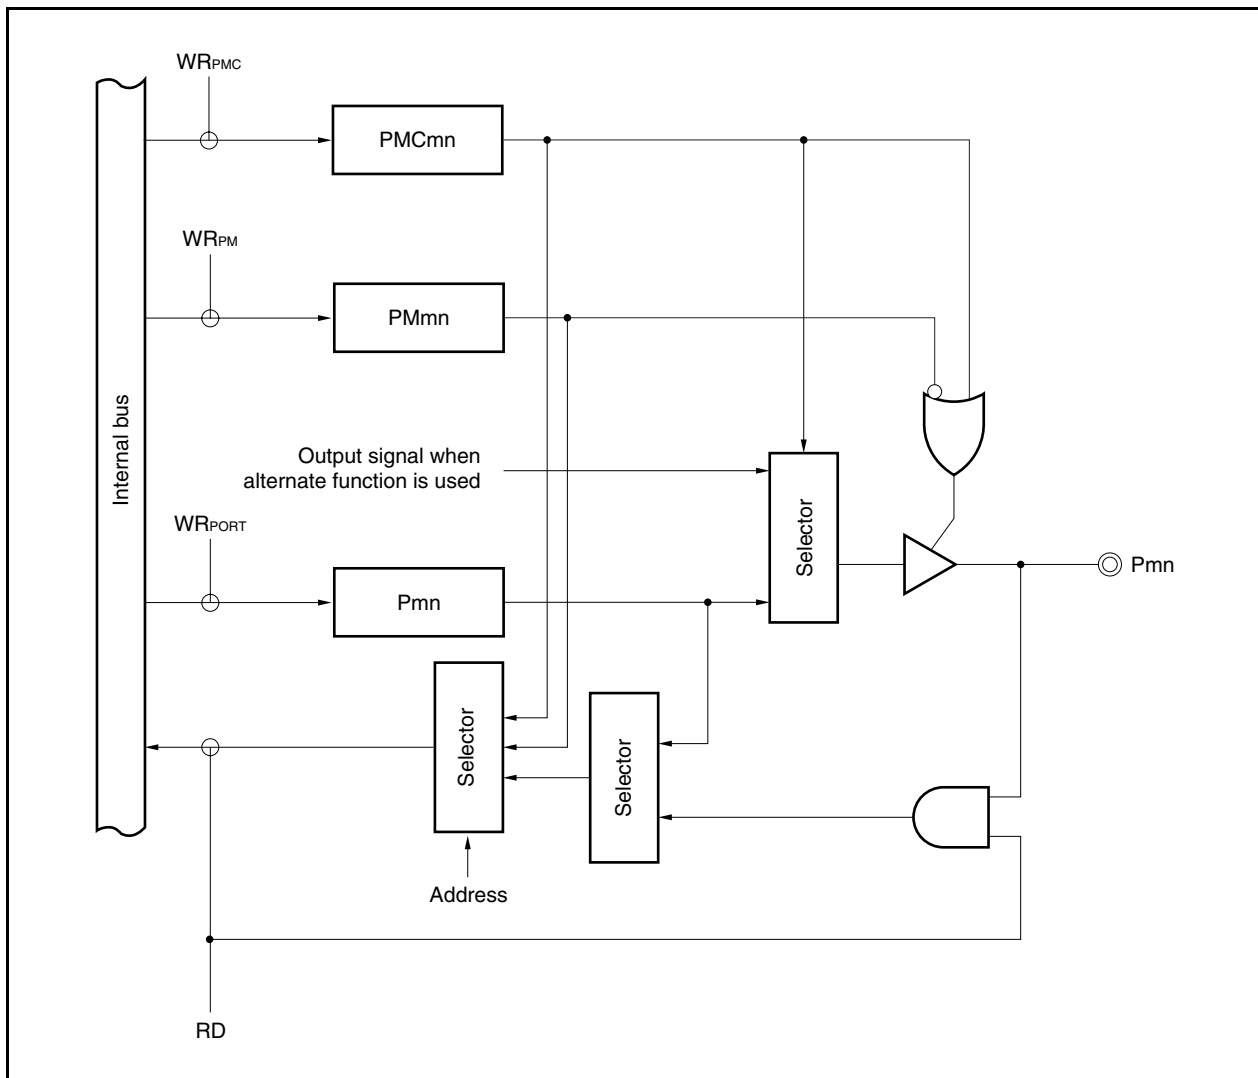 WRPMC
PMCmn
WRPM
PMmn
Internal bus
Output signal when
alternate function is used
Selector
WRPORT
Pmn
Pmn
Selector
Selector
Address
RD